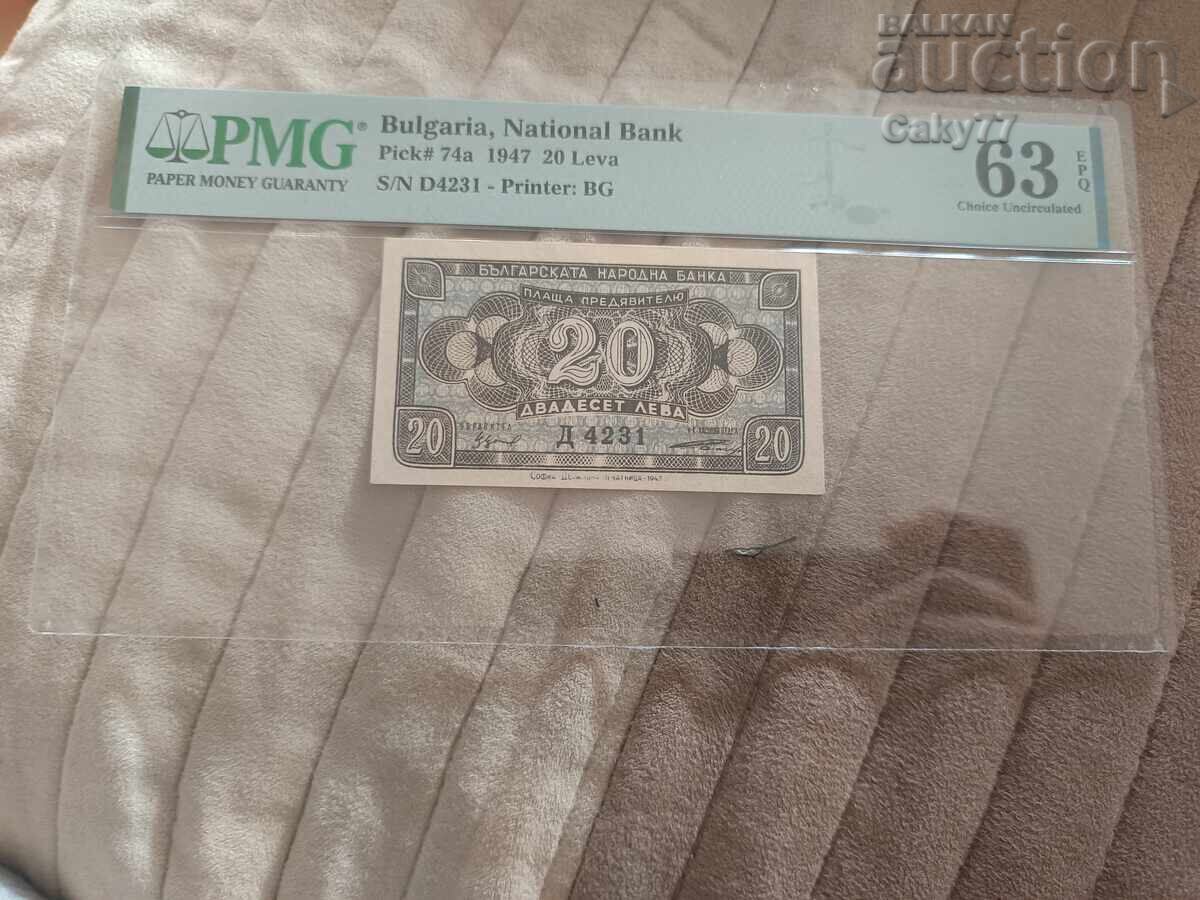 BALKAN
auction
Caky77
PMG®
PAPER MONEY GUARANTY
Bulgaria, National Bank
Pick# 74a 1947 20 Leva
S/N D4231 - Printer: BG
63
EPQ
Choice Uncirculated
БЪЛГАРСКАТА НАРОДНА БАНКА
ПЛАЩА ПРЕДЯВИТЕЛЮ
20
ДВАДЕСЕТ ЛЕВА
Д 4231
20
20